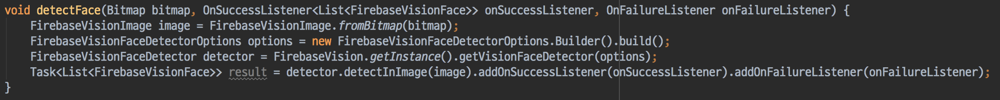 void detectFace(Bitmap bitmap, OnSuccessListener<List<FirebaseVisionFace>> onSuccessListener, OnFailureListener onFailureListener) {
    FirebaseVisionImage image = FirebaseVisionImage.fromBitmap(bitmap);
    FirebaseVisionFaceDetectorOptions options = new FirebaseVisionFaceDetectorOptions.Builder().build();
    FirebaseVisionFaceDetector detector = FirebaseVision.getInstance().getVisionFaceDetector(options);
    Task<List<FirebaseVisionFace>> result = detector.detectInImage(image).addOnSuccessListener(onSuccessListener).addOnFailureListener(onFailureListener);
}